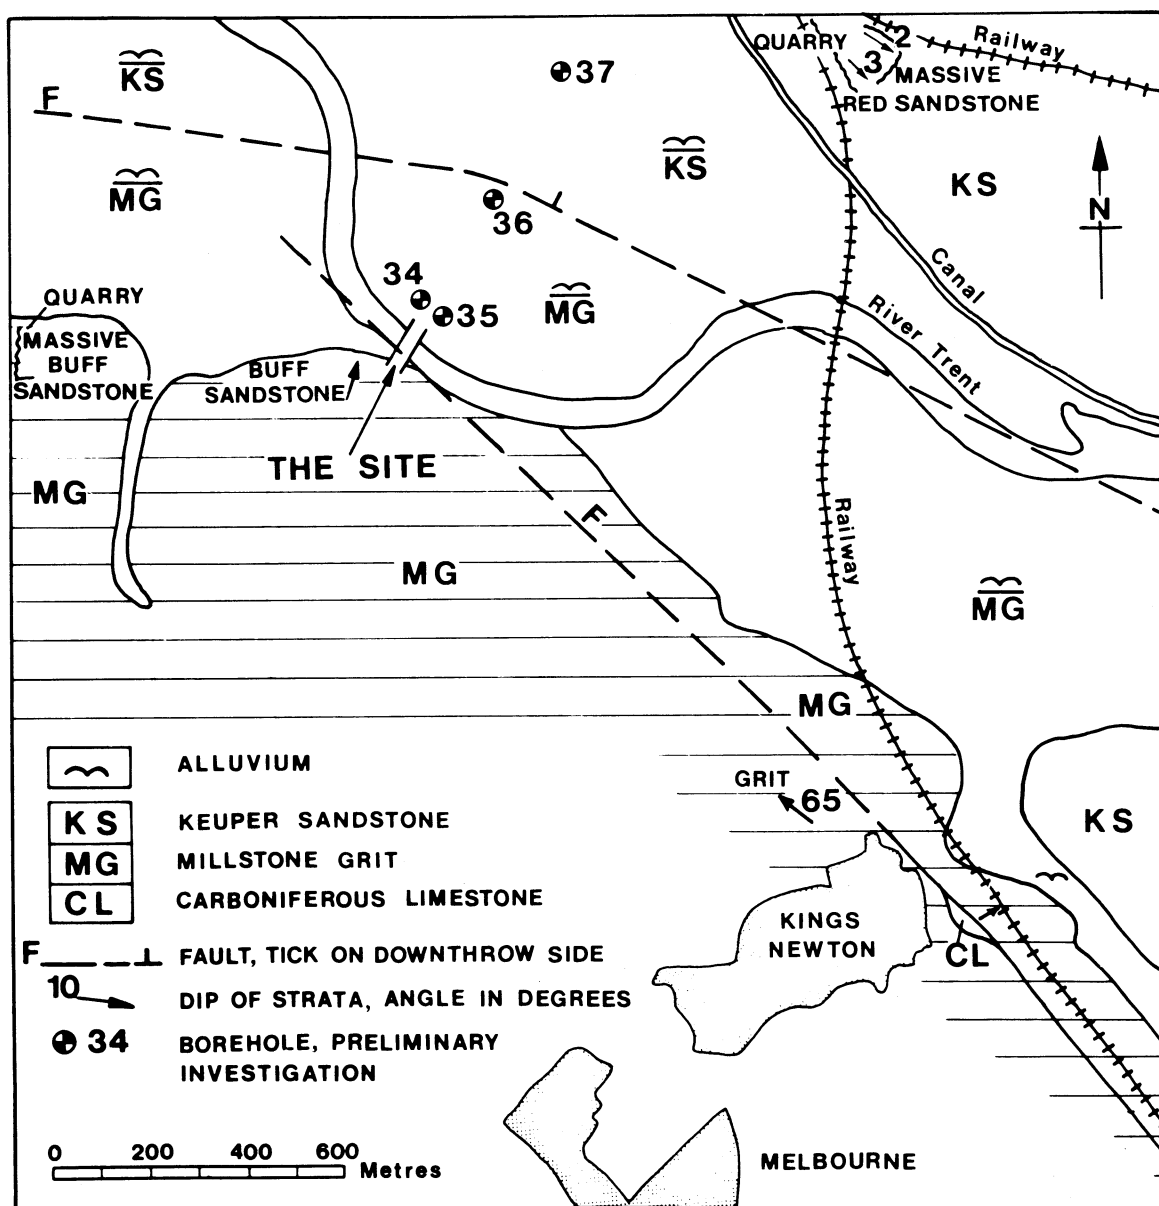 KS
F
MG
37
KS
36
34
35
MG
QUARRY
2
3
Railway
MASSIVE
RED SANDSTONE
KS
N
Canal
River Trent
QUARRY
MASSIVE
BUFF
SANDSTONE
BUFF
SANDSTONE
THE SITE
MG
MG
F
Railway
MG
MG
GRIT
65
KS
KINGS
NEWTON
CL
MELBOURNE
ALLUVIUM
KS KEUPER SANDSTONE
MG MILLSTONE GRIT
CL CARBONIFEROUS LIMESTONE
F FAULT, TICK ON DOWNTHROW SIDE
10 DIP OF STRATA, ANGLE IN DEGREES
34 BOREHOLE, PRELIMINARY
INVESTIGATION
0 200 400 600
Metres